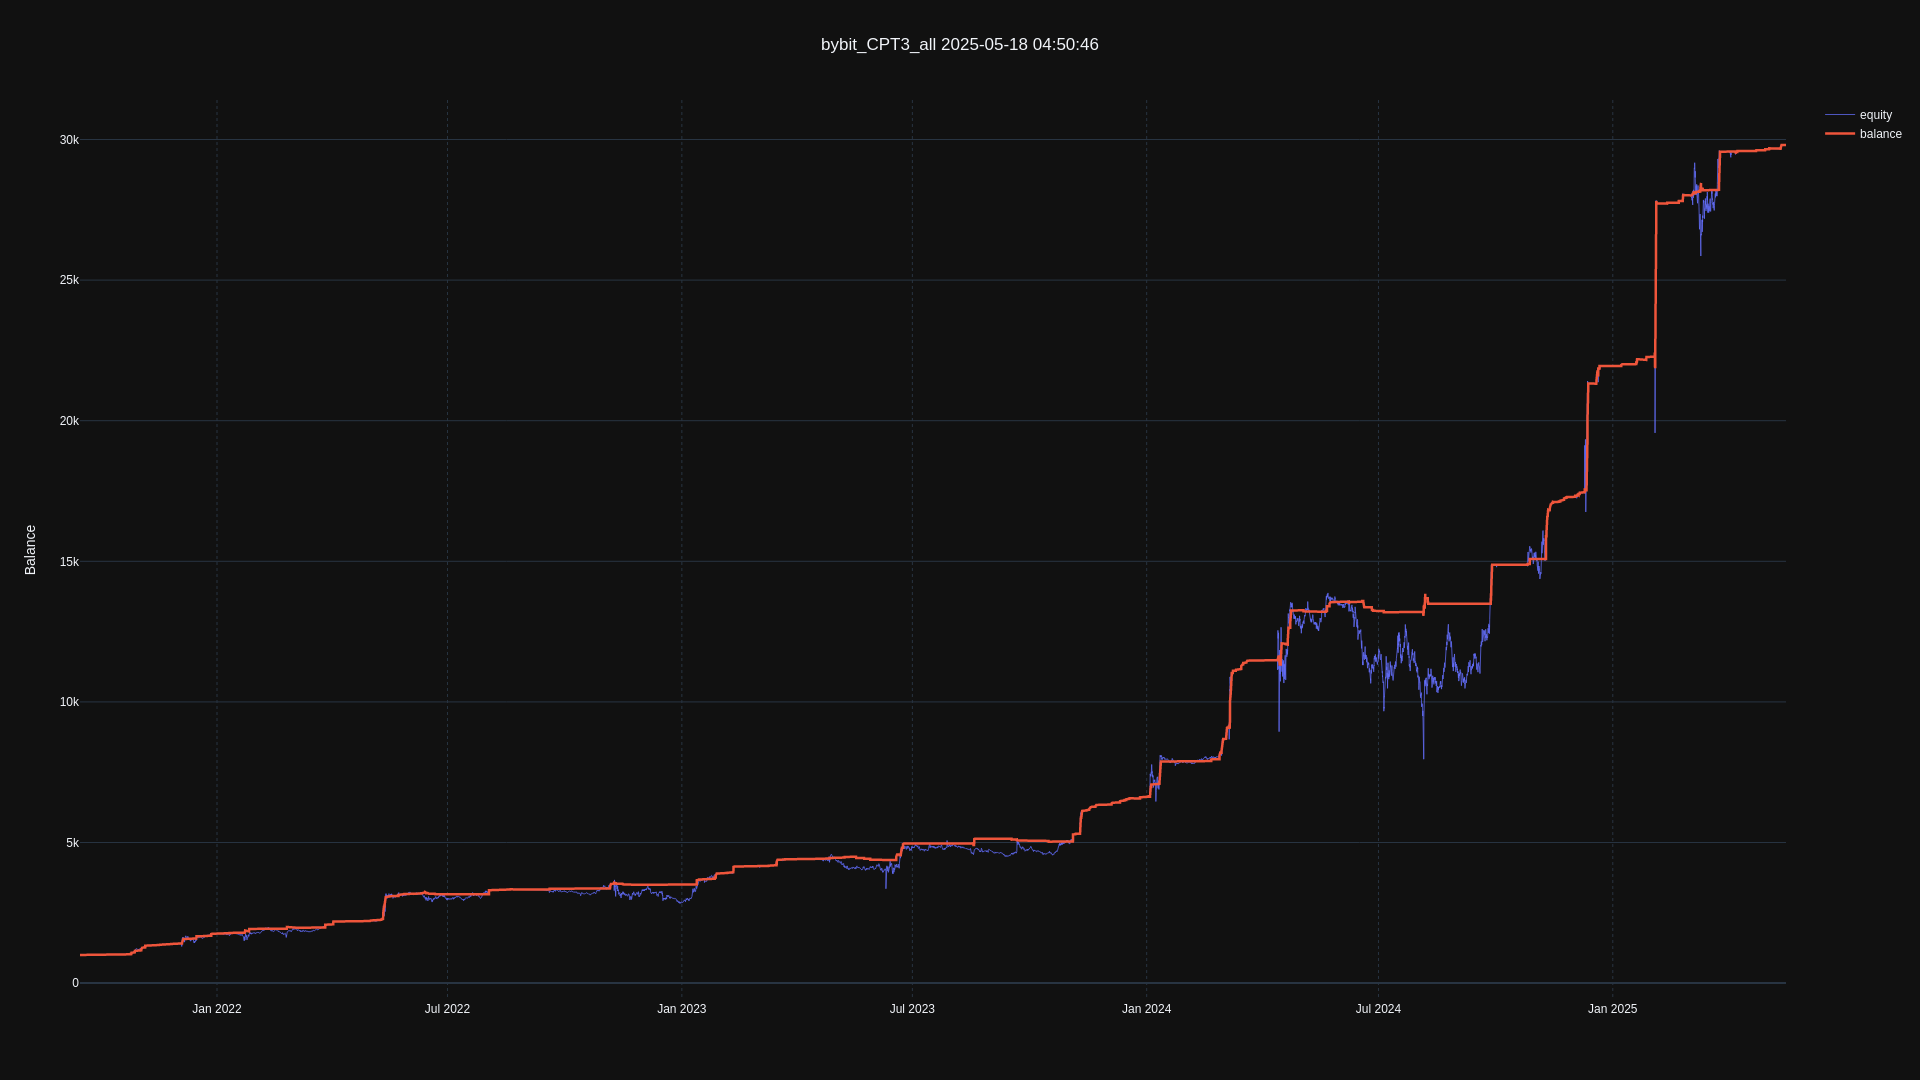 bybit_CPT3_all 2025-05-18 04:50:46
equity
balance
Balance
30k
25k
20k
15k
10k
5k
0
Jan 2022
Jul 2022
Jan 2023
Jul 2023
Jan 2024
Jul 2024
Jan 2025